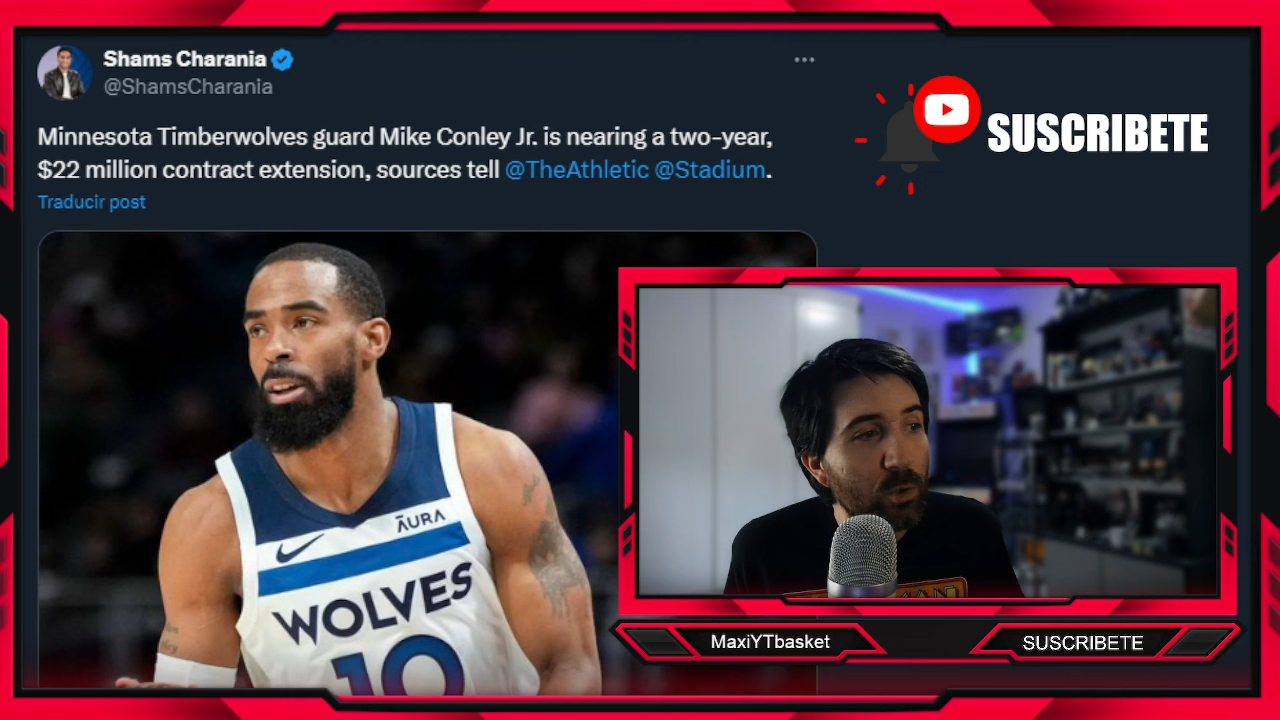 Shams Charania
@ShamsCharania
Minnesota Timberwolves guard Mike Conley Jr. is nearing a two-year,
$22 million contract extension, sources tell @TheAthletic @Stadium.
Traducir post
SUSCRIBETE
ĀURA
WOLVES
10
MaxiYTbasket
SUSCRIBETE